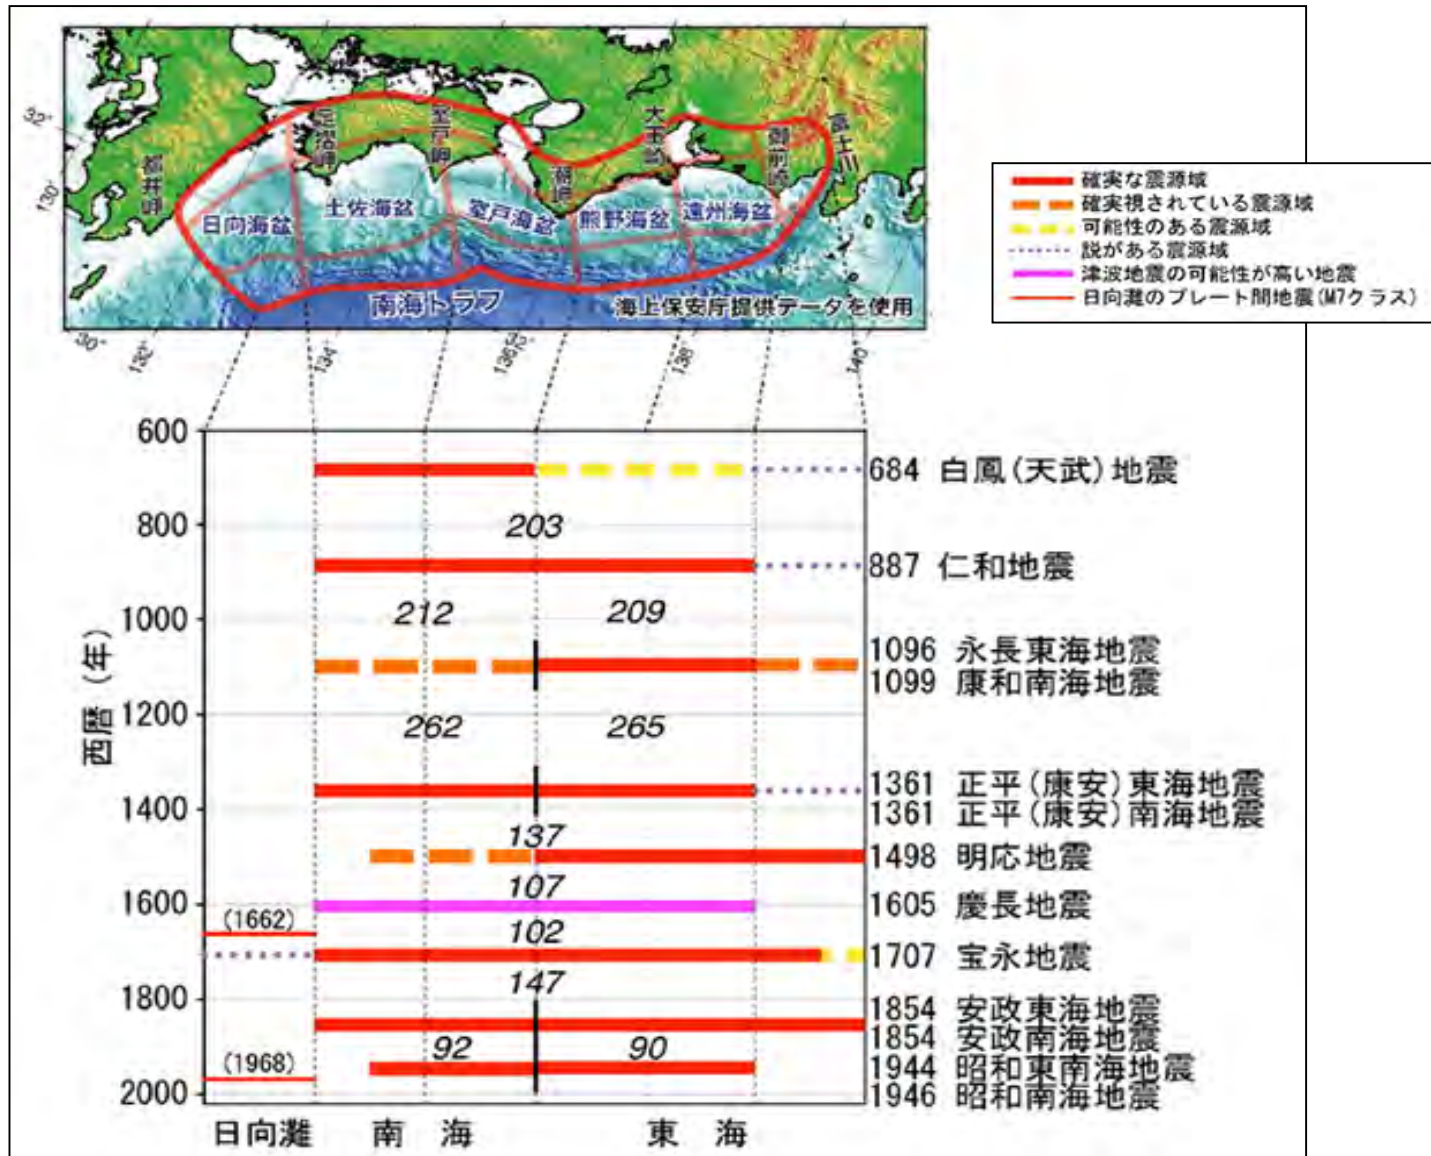 足摺岬
室戸岬
潮岬
大王崎
御前崎
富士川
都井岬
日向海盆
土佐海盆
室戸海盆
熊野海盆
遠州海盆
南海トラフ
海上保安庁提供データを使用
32°
130°
30°
132°
134°
136°
138°
140°
確実な震源域
確実視されている震源域
可能性のある震源域
説がある震源域
津波地震の可能性が高い地震
日向灘のプレート間地震(M7クラス)
西暦(年)
600
800
1000
1200
1400
1600
1800
2000
203
212
209
262
265
137
107
102
147
92
90
(1662)
(1968)
684 白鳳(天武)地震
887 仁和地震
1096 永長東海地震
1099 康和南海地震
1361 正平(康安)東海地震
1361 正平(康安)南海地震
1498 明応地震
1605 慶長地震
1707 宝永地震
1854 安政東海地震
1854 安政南海地震
1944 昭和東南海地震
1946 昭和南海地震
日向灘 南 海 東 海